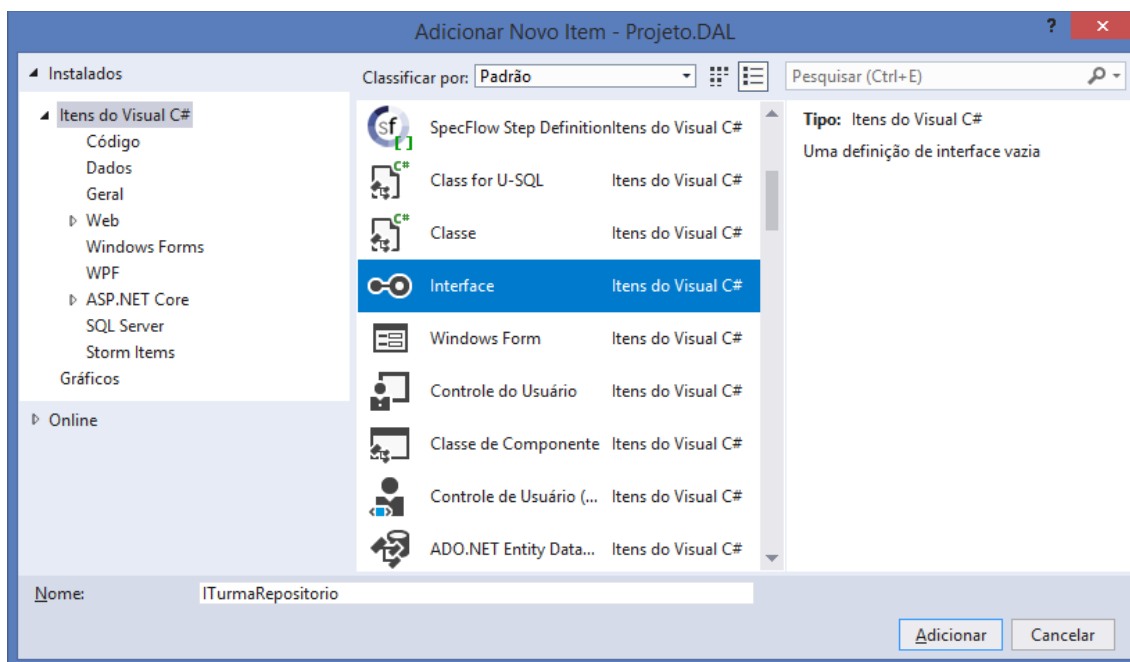 Adicionar Novo Item - Projeto.DAL
?
Instalados
Itens do Visual C#
Código
Dados
Geral
Web
Windows Forms
WPF
ASP.NET Core
SQL Server
Storm Items
Gráficos
Online
Classificar por: Padrão
SpecFlow Step Definition Itens do Visual C#
Class for U-SQL Itens do Visual C#
Classe Itens do Visual C#
Interface Itens do Visual C#
Windows Form Itens do Visual C#
Controle do Usuário Itens do Visual C#
Classe de Componente Itens do Visual C#
Controle de Usuário (... Itens do Visual C#
ADO.NET Entity Data... Itens do Visual C#
Pesquisar (Ctrl+E)
Tipo: Itens do Visual C#
Uma definição de interface vazia
Nome: ITurmaRepositorio
Adicionar Cancelar